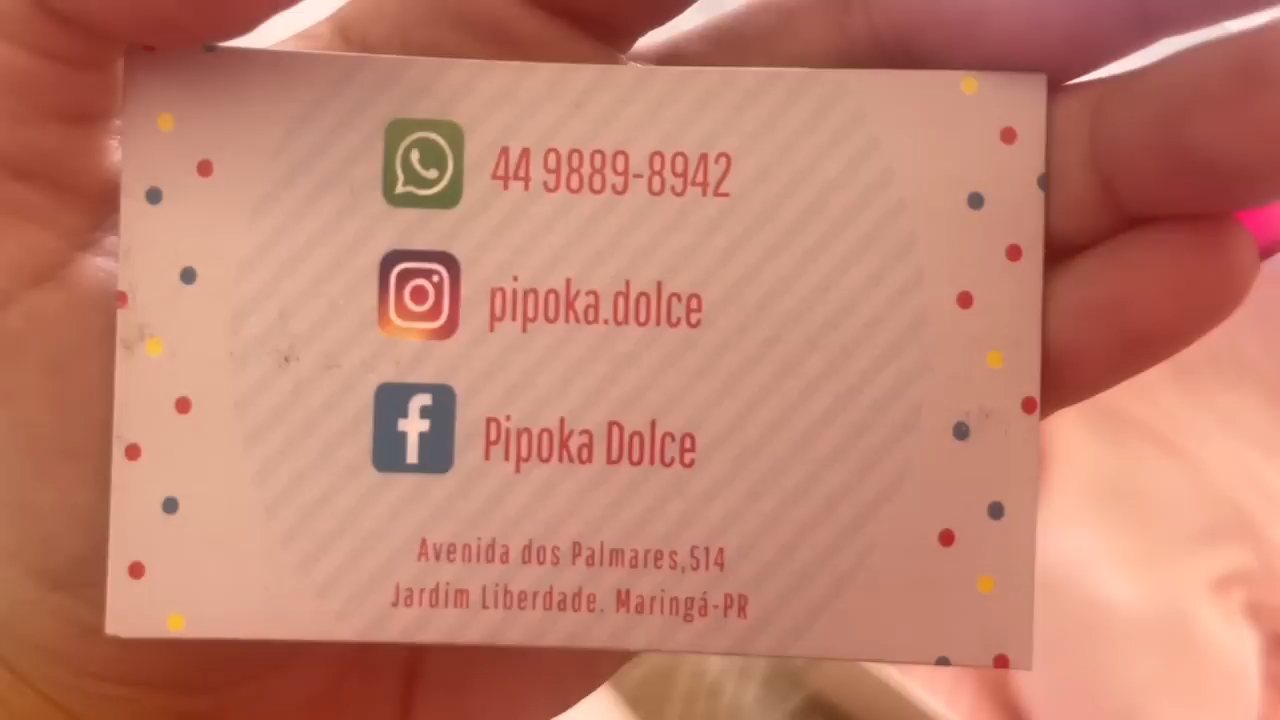 44 9889-8942
pipoka.dolce
Pipoka Dolce
Avenida dos Palmares,514
Jardim Liberdade. Maringá-PR